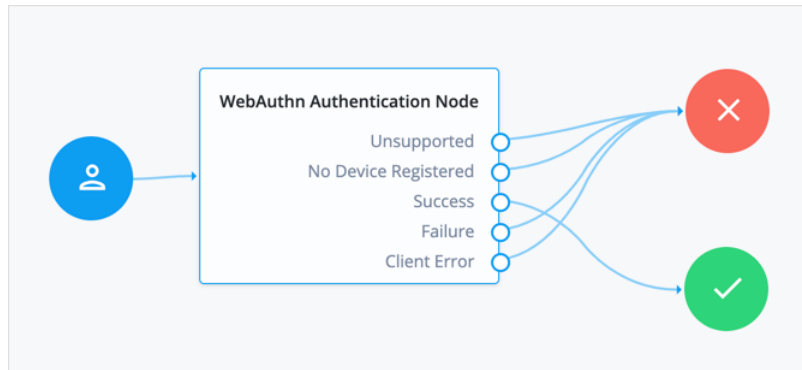 WebAuthn Authentication Node
Unsupported
No Device Registered
Success
Failure
Client Error